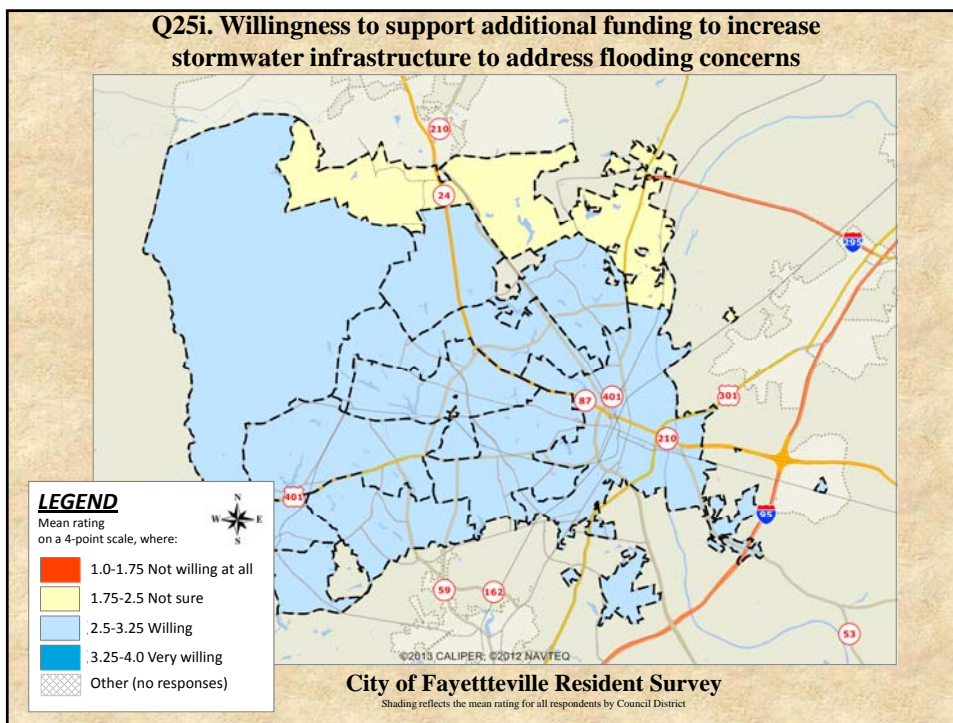 Q25i. Willingness to support additional funding to increase
stormwater infrastructure to address flooding concerns
210
24
295
87
401
301
210
401
95
59
162
53
LEGEND
Mean rating
on a 4-point scale, where:
N
W
E
S
1.0-1.75 Not willing at all
1.75-2.5 Not sure
2.5-3.25 Willing
3.25-4.0 Very willing
Other (no responses)
©2013 CALIPER; ©2012 NAVTEQ
City of Fayettteville Resident Survey
Shading reflects the mean rating for all respondents by Council District